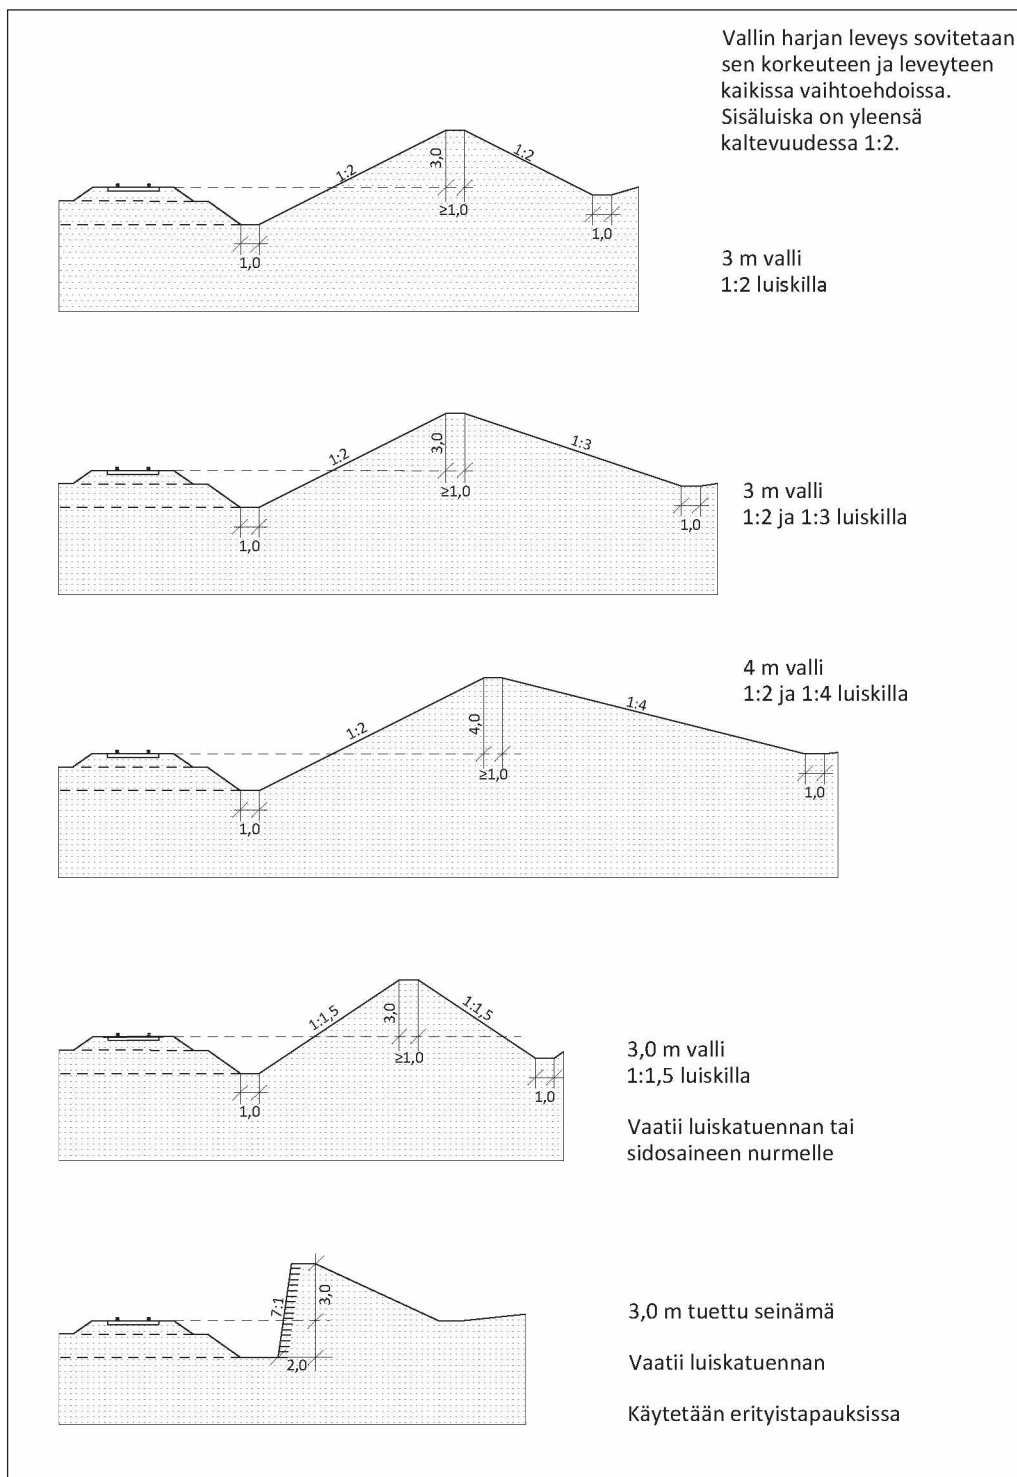 Vallin harjan leveys sovitetaan
sen korkeuteen ja leveyteen
kaikissa vaihtoehdoissa.
Sisäluiska on yleensä
kaltevuudessa 1:2.
1:2
3,0
1:2
≥1,0
1,0
1,0
3 m valli
1:2 luiskilla
1:2
3,0
1:3
≥1,0
1,0
1,0
3 m valli
1:2 ja 1:3 luiskilla
4 m valli
1:2 ja 1:4 luiskilla
1:2
4,0
1:4
≥1,0
1,0
1,0
1:1,5
3,0
1:1,5
≥1,0
1,0
1,0
3,0 m valli
1:1,5 luiskilla
Vaatii luiskatuennan tai
sidosaineen nurmelle
7:1
3,0
2,0
3,0 m tuettu seinämä
Vaatii luiskatuennan
Käytetään erityistapauksissa